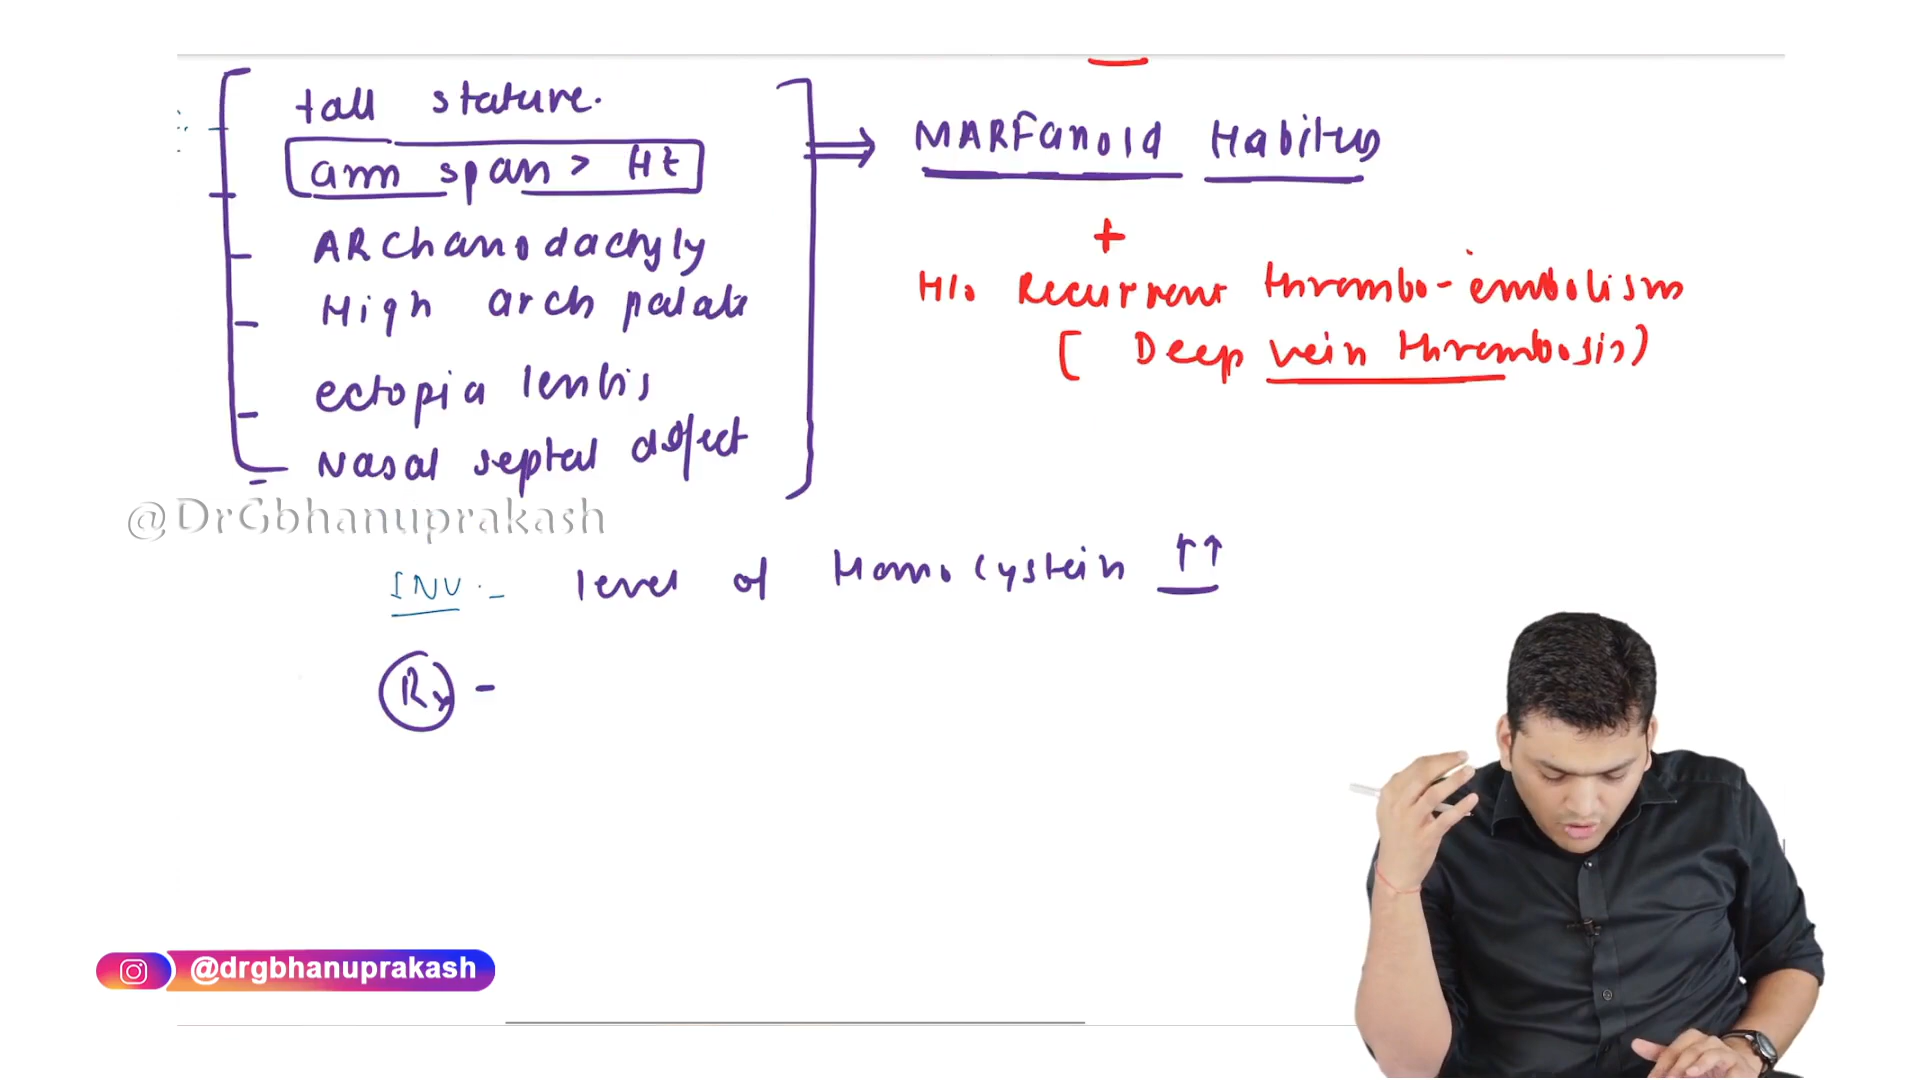 tall stature.
arm span > Ht
ARchanodachyly
High arch palate
ectopia lentis
Nasal septal defect
MARFanoid Habitus
+
H/o Recurrent thrombo-embolism
[ Deep vein thrombosis)
@DrGbhanuprakash
INV :- level of Homocystein ↑↑
Rx -
@drgbhanuprakash